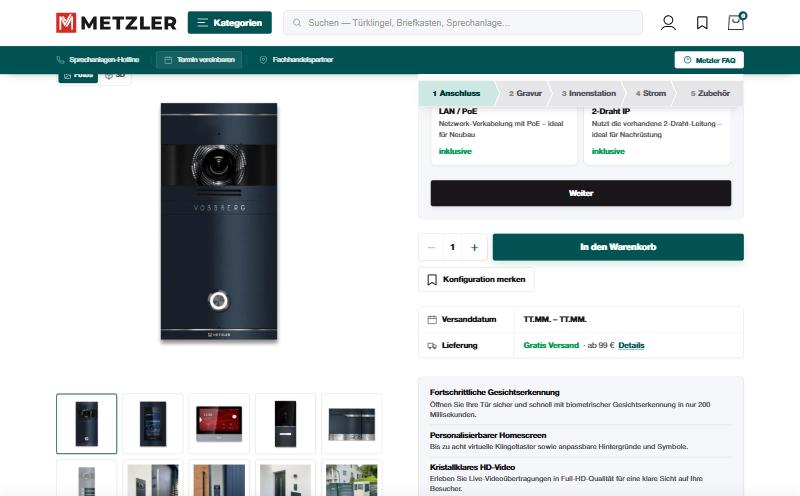 METZLER
Kategorien
Suchen — Türklingel, Briefkasten, Sprechanlage...
0
Sprechanlagen-Hotline
Termin vereinbaren
Fachhandelspartner
Metzler FAQ
Fotos
3D
1 Anschluss
2 Gravur
3 Innenstation
4 Strom
5 Zubehör
LAN / PoE
Netzwerk-Verkabelung mit PoE – ideal
für Neubau
inklusive
2-Draht IP
Nutzt die vorhandene 2-Draht-Leitung –
ideal für Nachrüstung
inklusive
Weiter
VOSSBERG
METZLER
1
In den Warenkorb
Konfiguration merken
Versanddatum
TT.MM. – TT.MM.
Lieferung
Gratis Versand · ab 99 € Details
Fortschrittliche Gesichtserkennung
Öffnen Sie Ihre Tür sicher und schnell mit biometrischer Gesichtserkennung in nur 200
Millisekunden.
Personalisierbarer Homescreen
Bis zu acht virtuelle Klingeltaster sowie anpassbare Hintergründe und Symbole.
Kristallklares HD-Video
Erleben Sie Live-Videoübertragungen in Full-HD-Qualität für eine klare Sicht auf Ihre
Besucher.